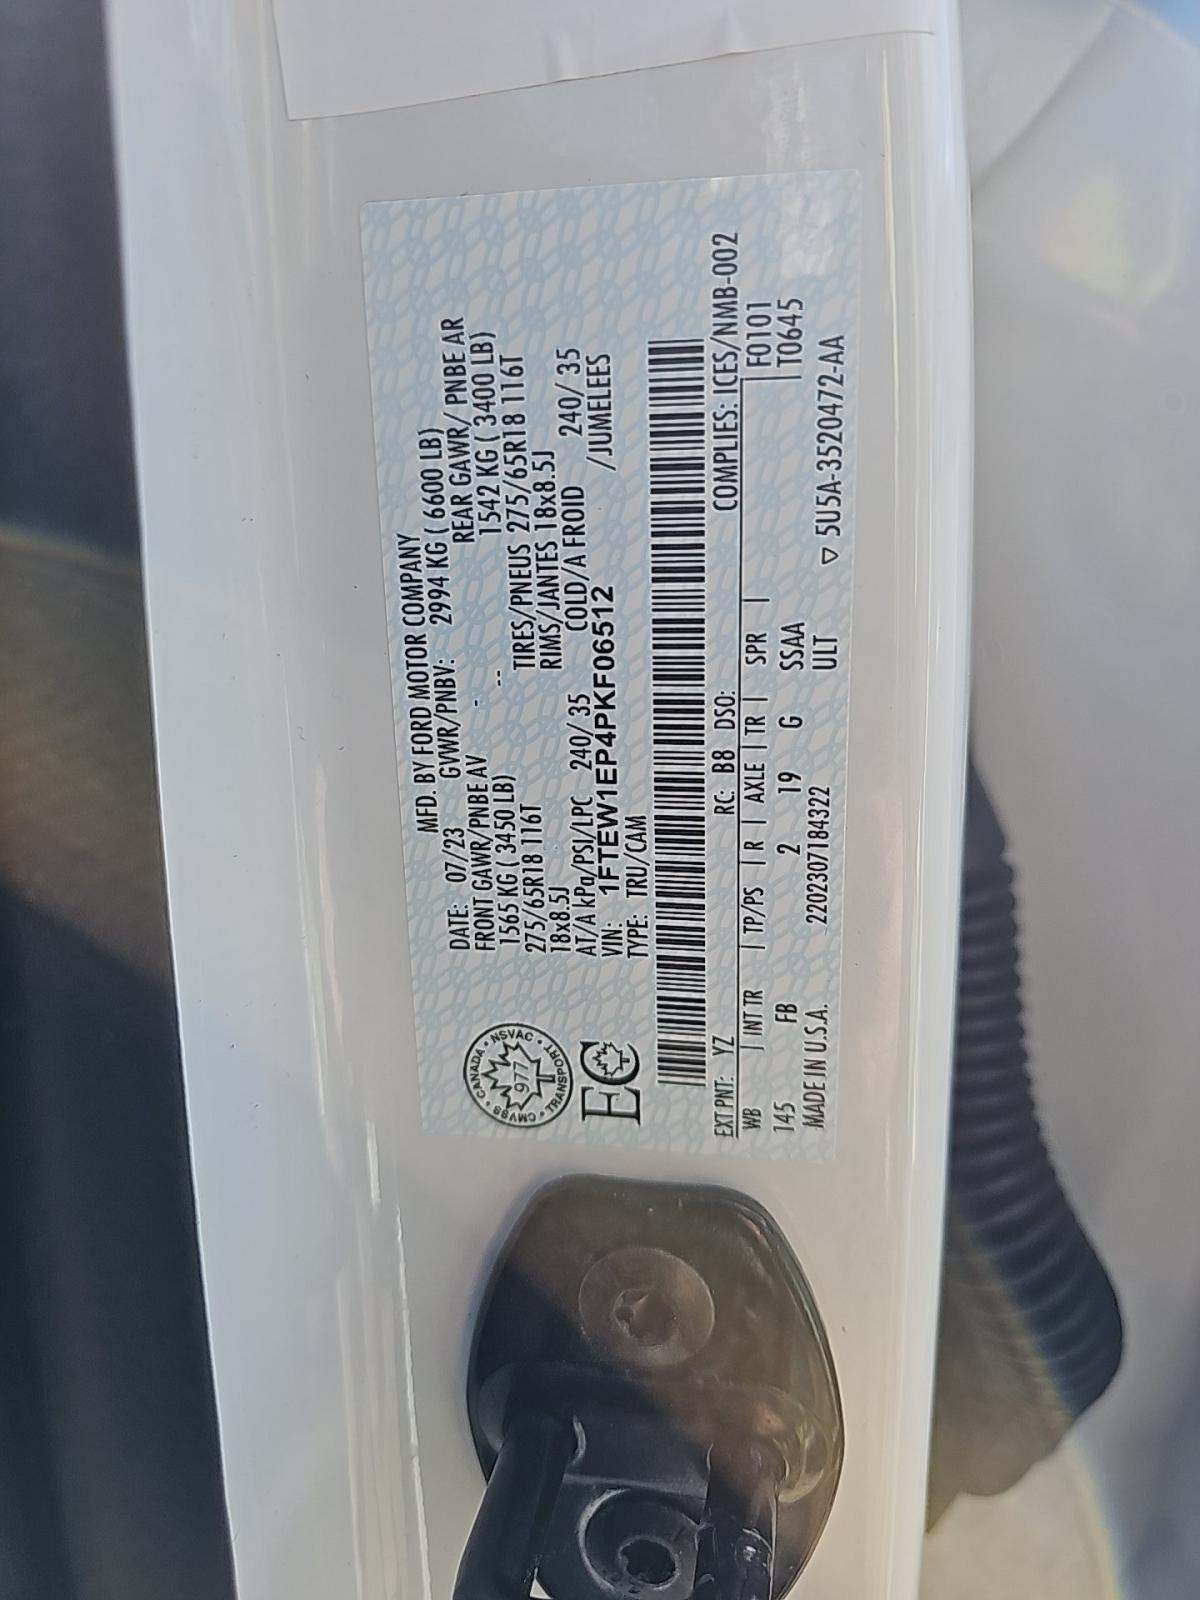 MFD. BY FORD MOTOR COMPANY
DATE: 07/23 GVWR/PNBV: 2994 KG ( 6600 LB)
FRONT GAWR/PNBE AV - REAR GAWR/ PNBE AR
1565 KG ( 3450 LB) -- 1542 KG ( 3400 LB)
275/65R18 116T TIRES/PNEUS 275/65R18 116T
18x8.5J RIMS/JANTES 18x8.5J
AT/A kPa/PSI/LPC 240/ 35 COLD/A FROID 240/ 35
VIN: 1FTEW1EP4PKF06512 /JUMELEES
TYPE: TRU/CAM
CMVSS • CANADA • NSVAC • TRANSPORT •
977
EC
EXT PNT: YZ RC: B8 DSO: COMPLIES: ICES/NMB-002
WB | INT TR | TP/PS | R | AXLE | TR | SPR | F0101
145 FB 2 19 G SSAA T0645
MADE IN U.S.A. 2202307184322 ULT
▽ 5U5A-3520472-AA